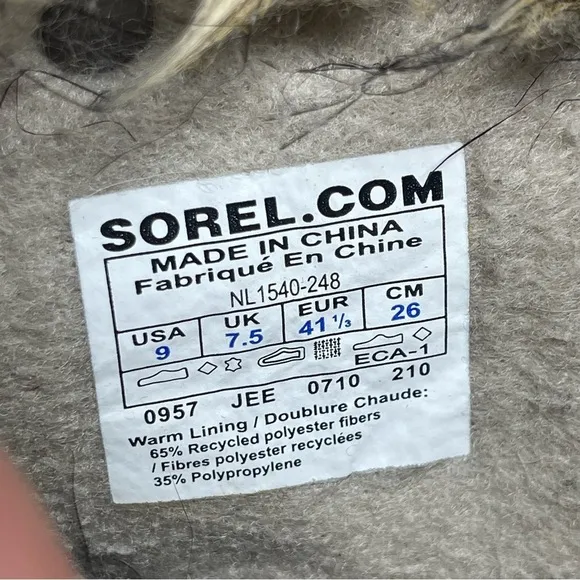 SOREL.COM
MADE IN CHINA
Fabriqué En Chine
NL1540-248
USA UK EUR CM
9 7.5 41 1/3 26
ECA-1
0957 JEE 0710 210
Warm Lining / Doublure Chaude:
65% Recycled polyester fibers
/ Fibres polyester recyclées
35% Polypropylene